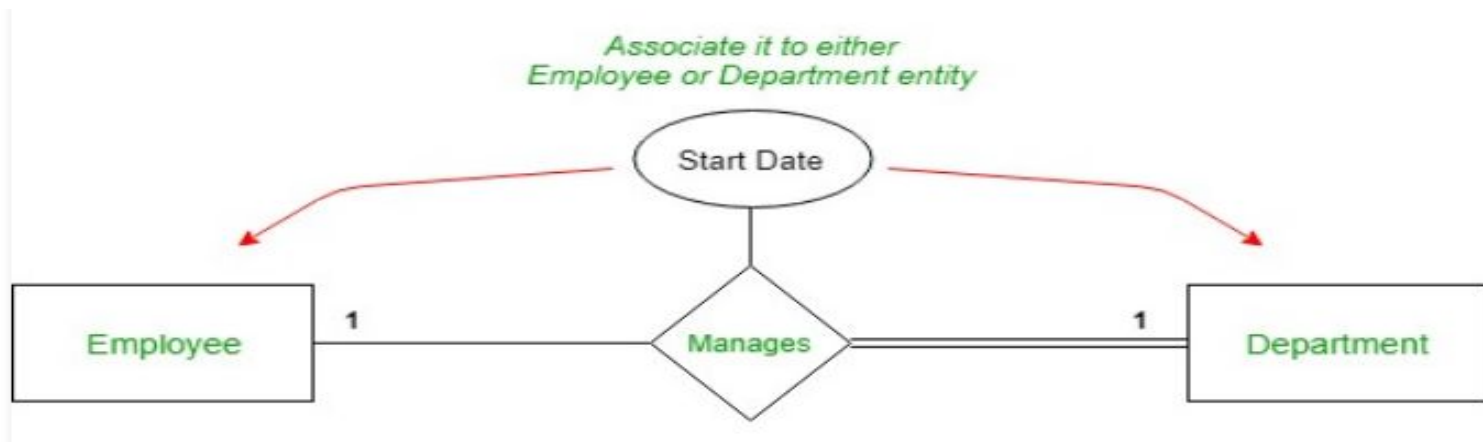 Associate it to either
Employee or Department entity
Start Date
1
1
Employee
Manages
Department